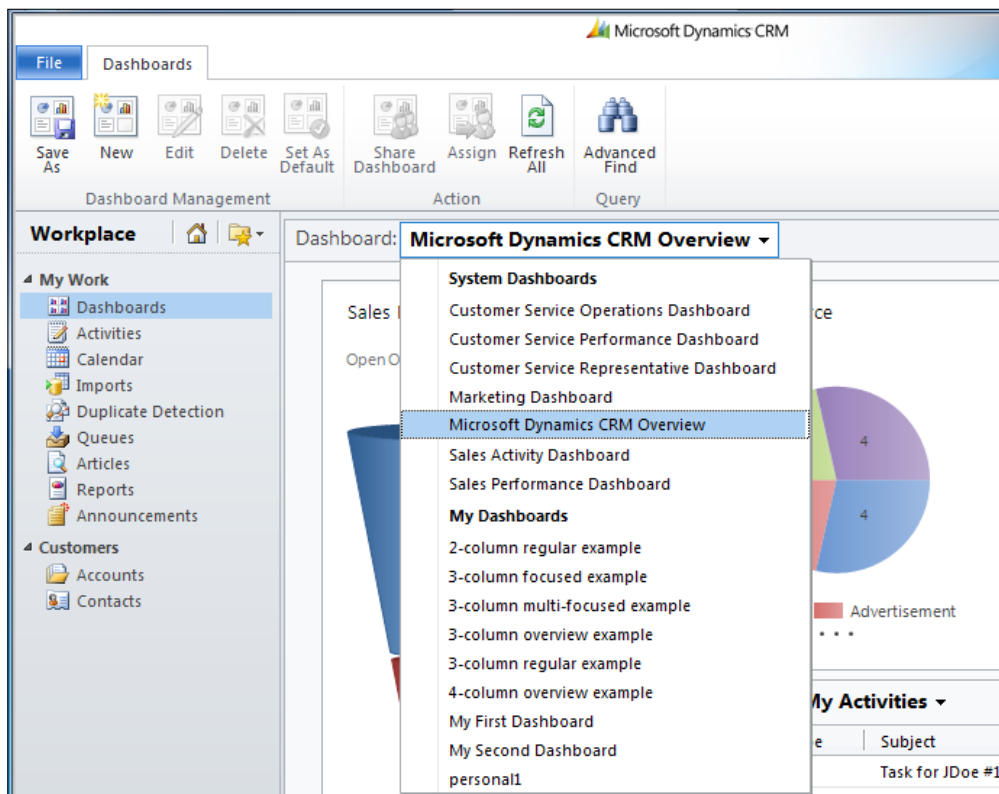 Microsoft Dynamics CRM
File
Dashboards
Save As
New
Edit
Delete
Set As Default
Share Dashboard
Assign
Refresh All
Advanced Find
Dashboard Management
Action
Query
Workplace
My Work
Dashboards
Activities
Calendar
Imports
Duplicate Detection
Queues
Articles
Reports
Announcements
Customers
Accounts
Contacts
Dashboard: Microsoft Dynamics CRM Overview
System Dashboards
Customer Service Operations Dashboard
Customer Service Performance Dashboard
Customer Service Representative Dashboard
Marketing Dashboard
Microsoft Dynamics CRM Overview
Sales Activity Dashboard
Sales Performance Dashboard
My Dashboards
2-column regular example
3-column focused example
3-column multi-focused example
3-column overview example
3-column regular example
4-column overview example
My First Dashboard
My Second Dashboard
personal1
Sales
Open O
rce
4
4
Advertisement
My Activities
e
Subject
Task for JDoe #1